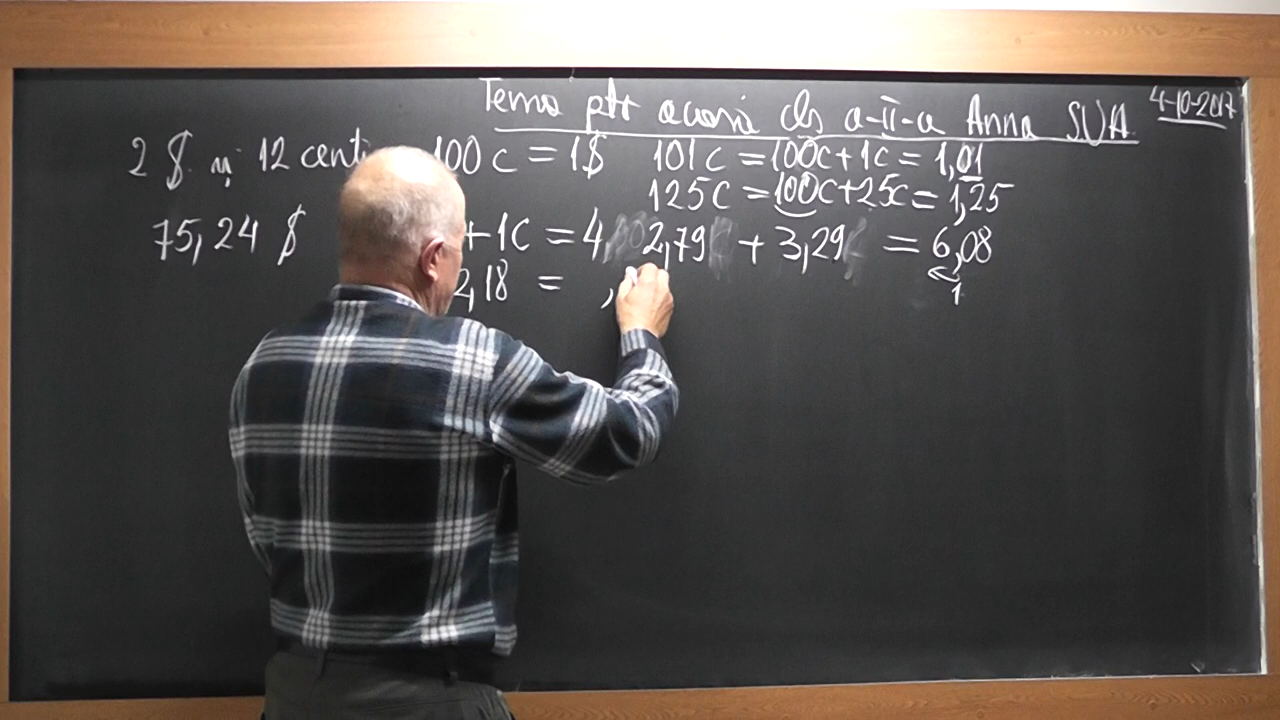 Tema ptr acasă cls a-II-a Anna SUA 4-10-2017
2 $ și 12 centi 100 c = 1$ 101 c = 100c + 1c = 1,01
125 c = 100c + 25c = 1,25
75,24 $ + 1c = 4, 2,79 + 3,29 = 6,08
2,18 = , 1